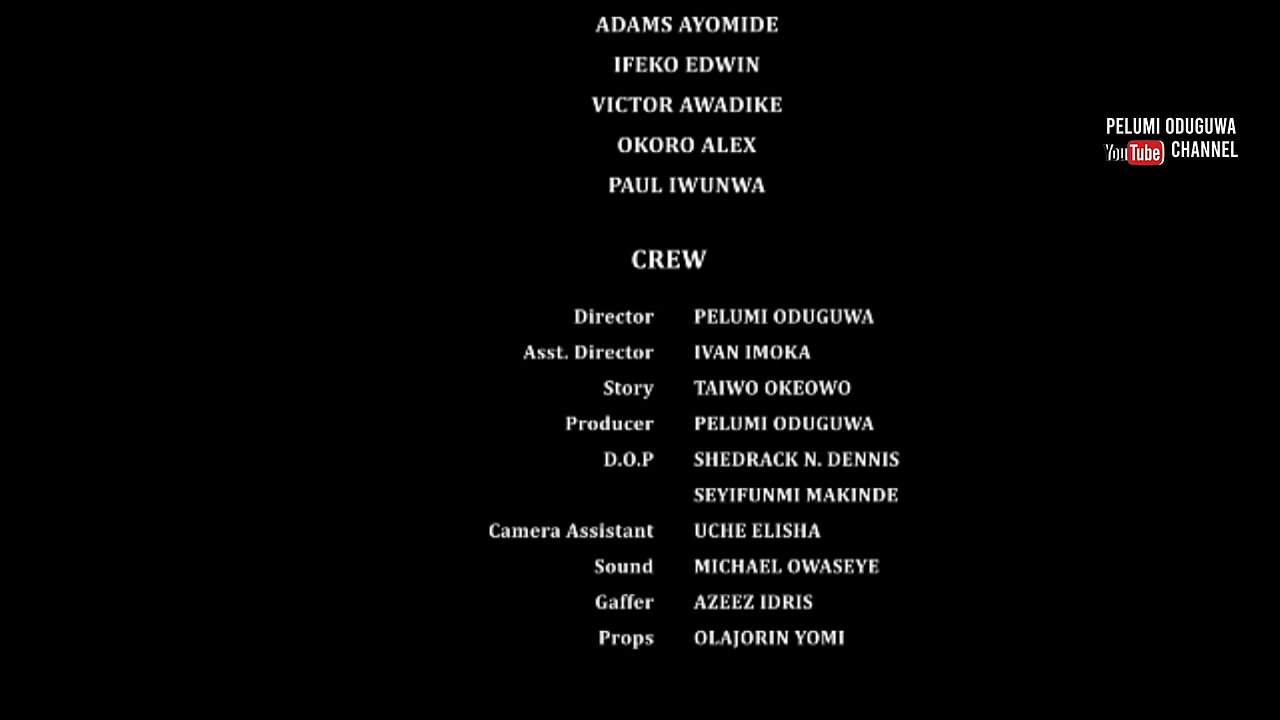 ADAMS AYOMIDE
IFEKO EDWIN
VICTOR AWADIKE
OKORO ALEX
PAUL IWUNWA
PELUMI ODUGUWA
YouTube CHANNEL
CREW
Director PELUMI ODUGUWA
Asst. Director IVAN IMOKA
Story TAIWO OKEOWO
Producer PELUMI ODUGUWA
D.O.P SHEDRACK N. DENNIS
SEYIFUNMI MAKINDE
Camera Assistant UCHE ELISHA
Sound MICHAEL OWASEYE
Gaffer AZEEZ IDRIS
Props OLAJORIN YOMI